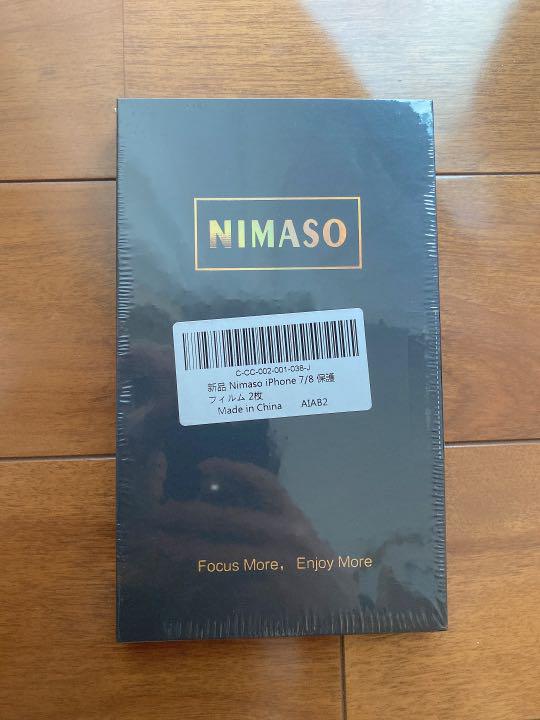 NIMASO
C-CC-002-001-038-J
新品 Nimaso iPhone 7/8 保護
フィルム 2枚
Made in China AIAB2
Focus More, Enjoy More